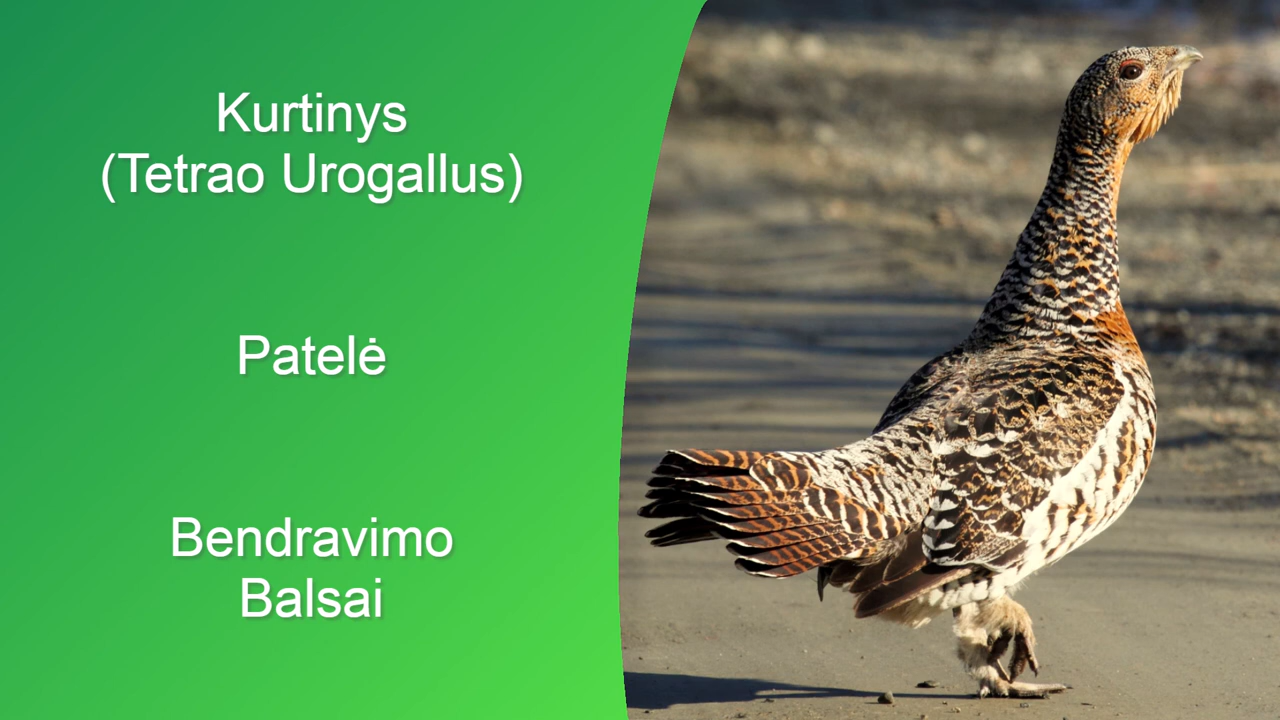 Kurtinys
(Tetrao Urogallus)
Patelė
Bendravimo
Balsai